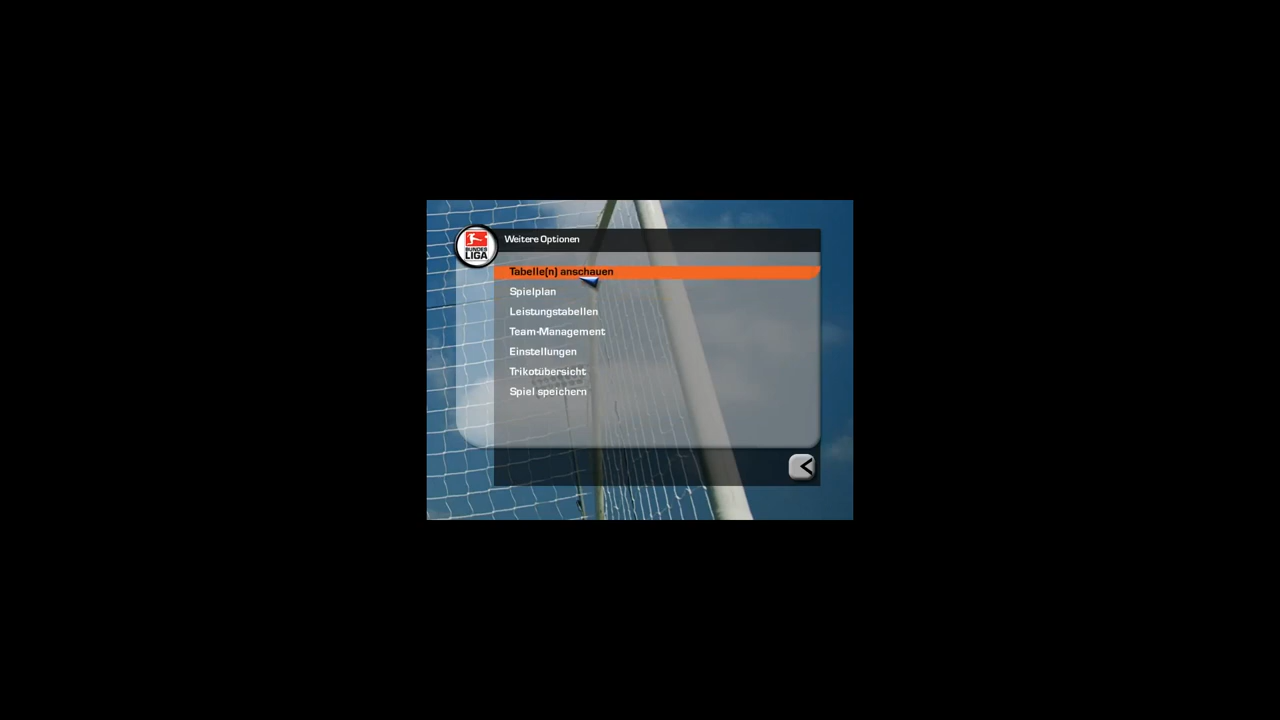 Weitere Optionen
BUNDES
LIGA
Tabelle(n) anschauen
Spielplan
Leistungstabellen
Team-Management
Einstellungen
Trikotübersicht
Spiel speichern